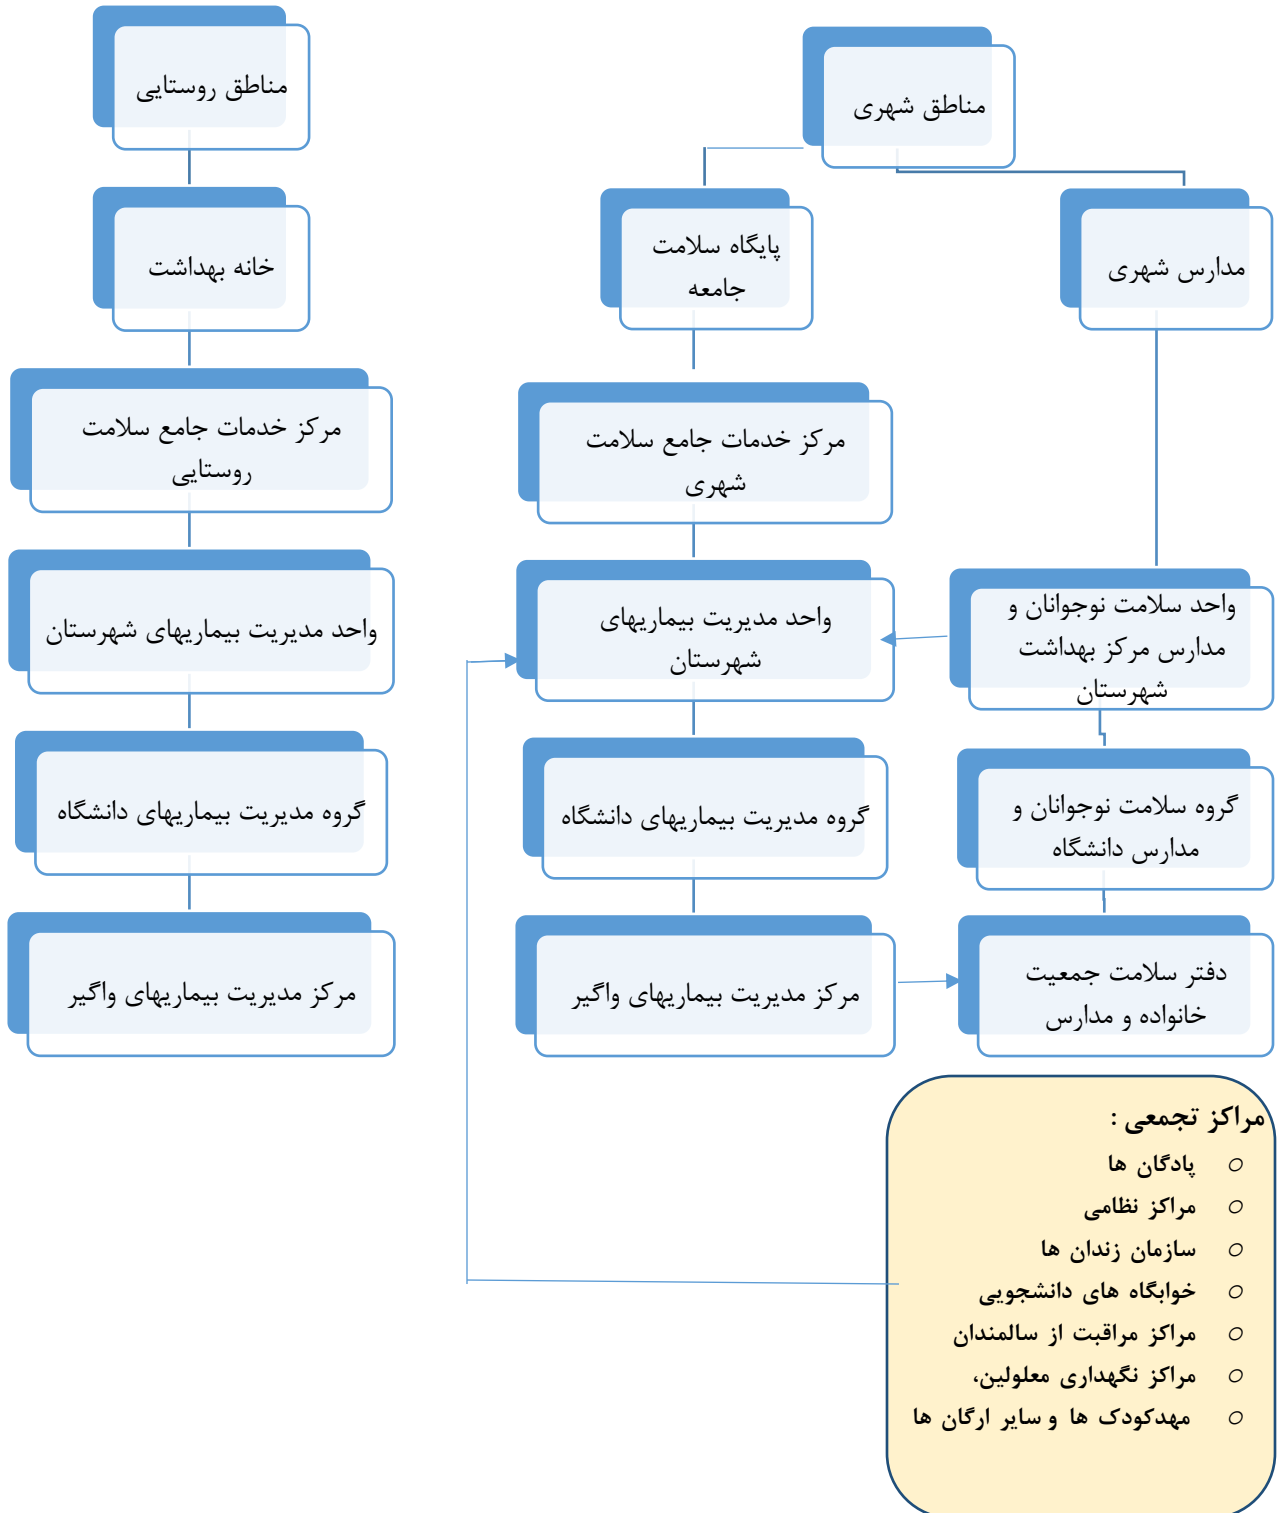 مناطق شهری
مدارس شهری
واحد سلامت نوجوانان و
مدارس مرکز بهداشت
شهرستان
گروه سلامت نوجوانان و
مدارس دانشگاه
دفتر سلامت جمعیت
خانواده و مدارس
پایگاه سلامت
جامعه
مرکز خدمات جامع سلامت
شهری
واحد مدیریت بیماریهای
شهرستان
گروه مدیریت بیماریهای دانشگاه
مرکز مدیریت بیماریهای واگیر
مناطق روستایی
خانه بهداشت
مرکز خدمات جامع سلامت
روستایی
واحد مدیریت بیماریهای شهرستان
گروه مدیریت بیماریهای دانشگاه
مرکز مدیریت بیماریهای واگیر
مراکز تجمعی :
○ پادگان ها
○ مراکز نظامی
○ سازمان زندان ها
○ خوابگاه های دانشجویی
○ مراکز مراقبت از سالمندان
○ مراکز نگهداری معلولین،
○ مهدکودک ها و سایر ارگان ها